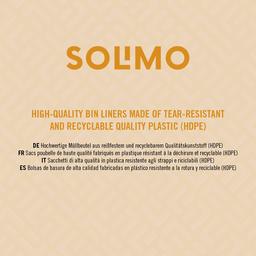 SOLIMO
HIGH-QUALITY BIN LINERS MADE OF TEAR-RESISTANT
AND RECYCLABLE QUALITY PLASTIC (HDPE)
DE Hochwertige Müllbeutel aus reißfestem und recyclebarem Qualitätskunststoff (HDPE)
FR Sacs poubelle de haute qualité fabriqués en plastique résistant à la déchirure et recyclable (HDPE)
IT Sacchetti di alta qualità in plastica resistente agli strappi e riciclabili (HDPE)
ES Bolsas de basura de alta calidad fabricadas en plástico resistente a la rotura y reciclable (HDPE)